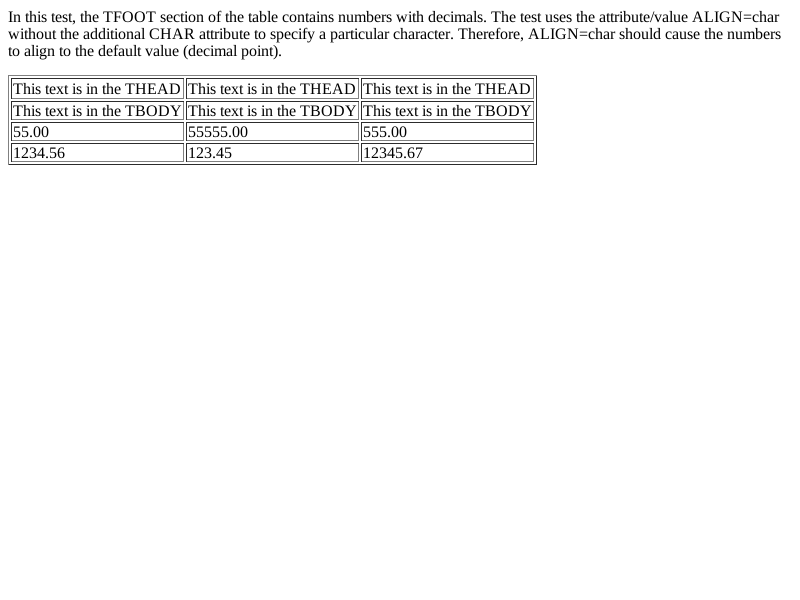 In this test, the TFOOT section of the table contains numbers with decimals. The test uses the attribute/value ALIGN=char
without the additional CHAR attribute to specify a particular character. Therefore, ALIGN=char should cause the numbers
to align to the default value (decimal point).
This text is in the THEAD This text is in the THEAD This text is in the THEAD
This text is in the TBODY This text is in the TBODY This text is in the TBODY
55.00 55555.00 555.00
1234.56 123.45 12345.67